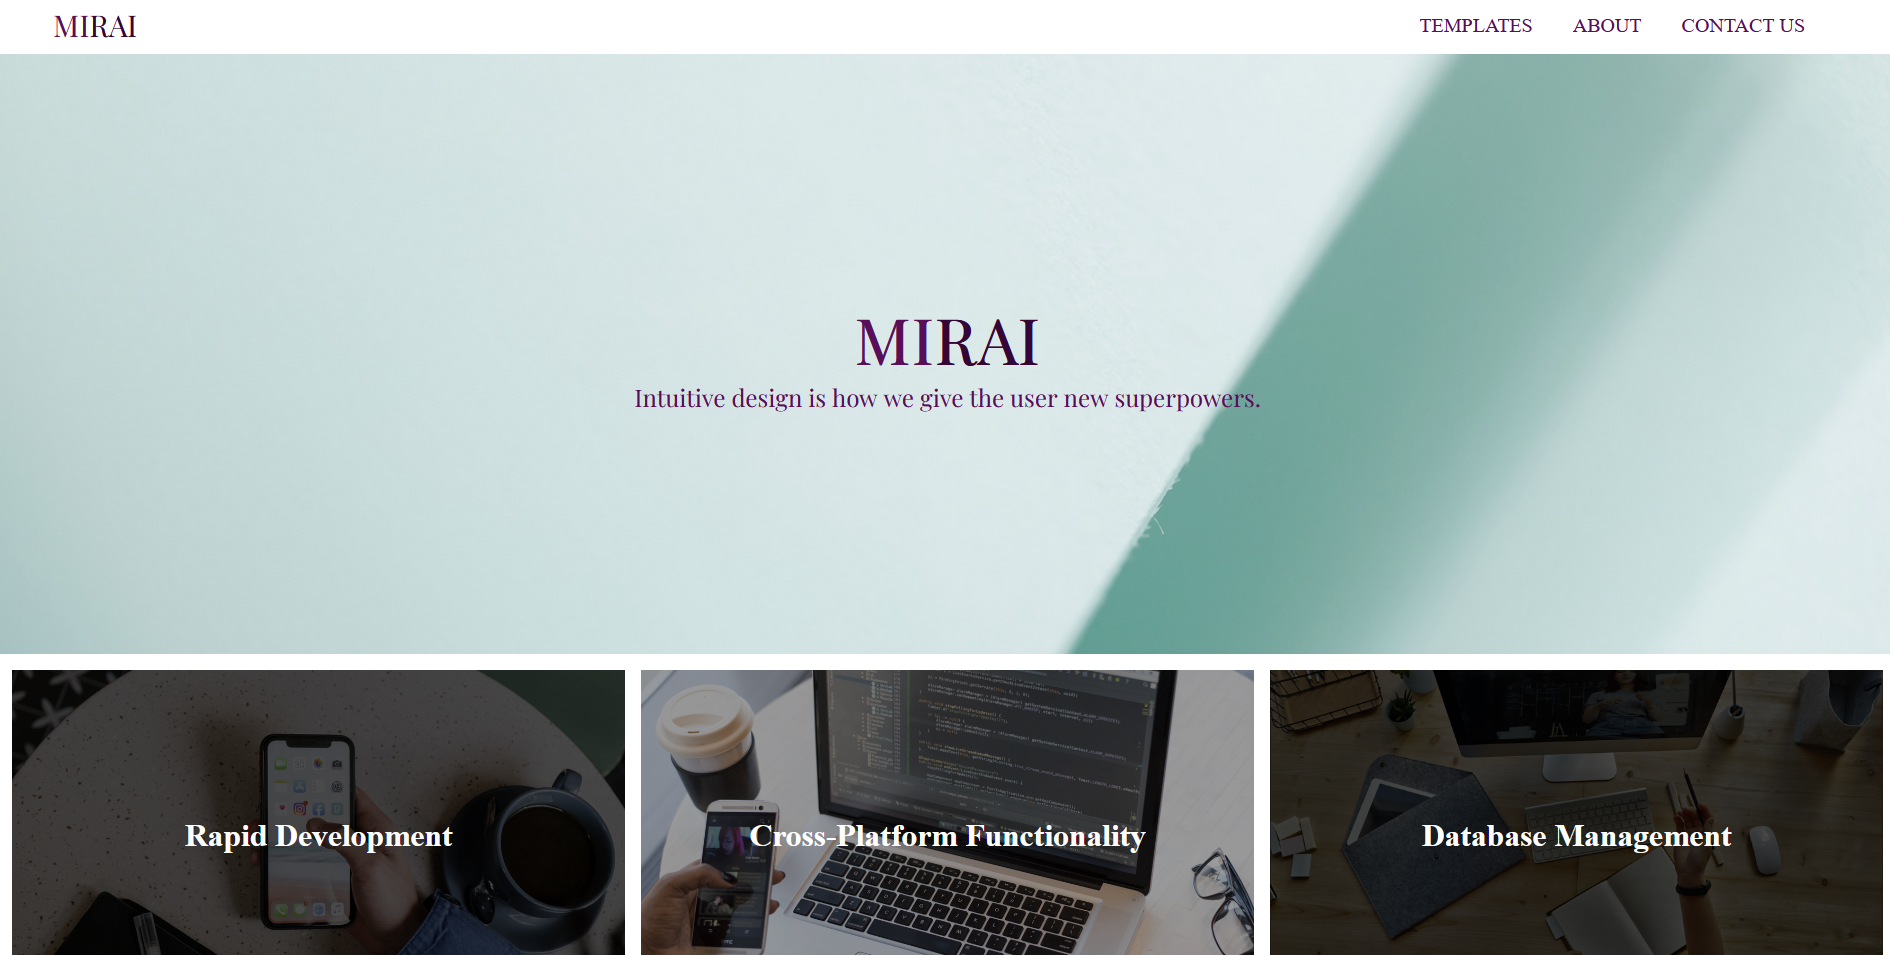 MIRAI
TEMPLATES
ABOUT
CONTACT US
MIRAI
Intuitive design is how we give the user new superpowers.
Rapid Development
Cross-Platform Functionality
Database Management